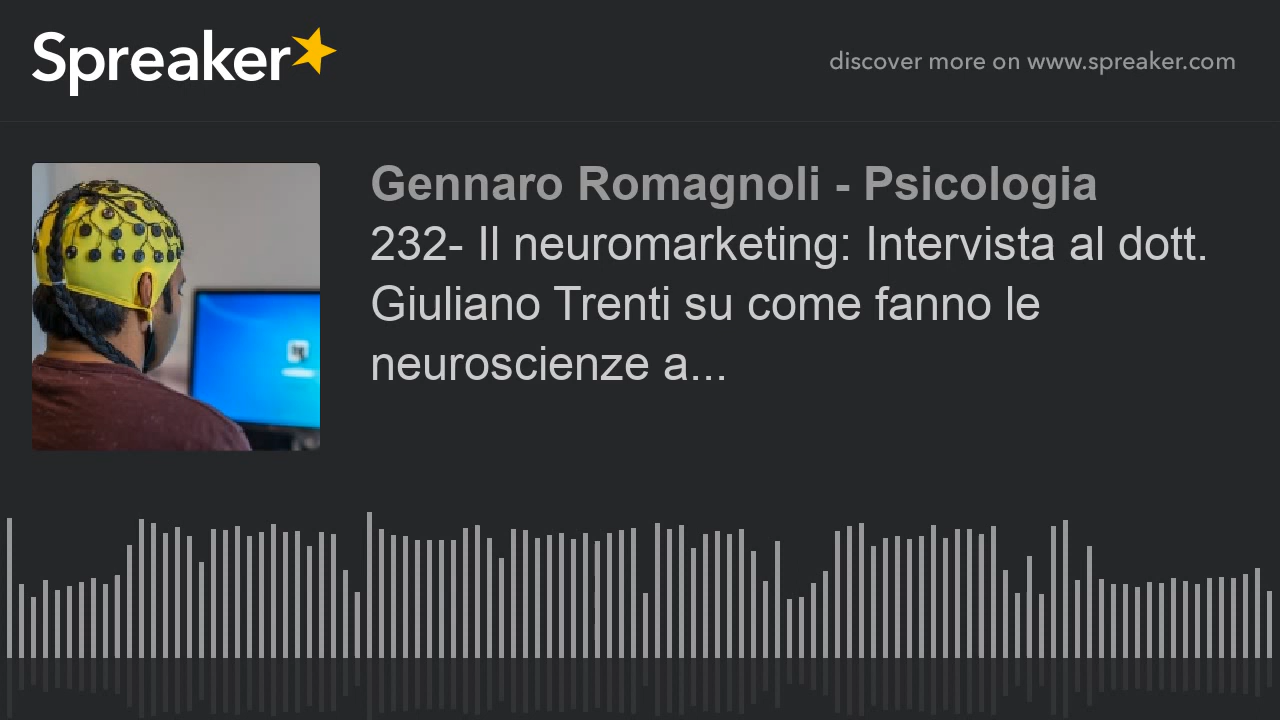 Spreaker
discover more on www.spreaker.com
Gennaro Romagnoli - Psicologia
232- Il neuromarketing: Intervista al dott.
Giuliano Trenti su come fanno le
neuroscienze a...